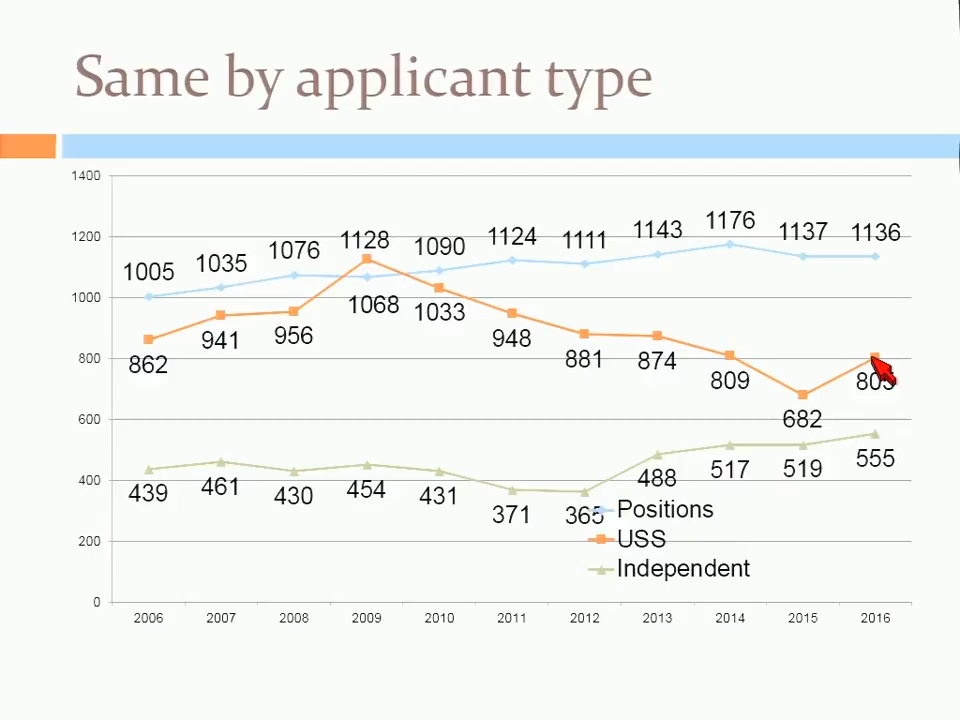 Same by applicant type
1400
1200
1000
800
600
400
200
0
1005 1035 1076 1128 1090 1124 1111 1143 1176 1137 1136
862 941 956 1068 1033 948 881 874 809 682
439 461 430 454 431 371 365 488 517 519 555
Positions
USS
Independent
2006 2007 2008 2009 2010 2011 2012 2013 2014 2015 2016